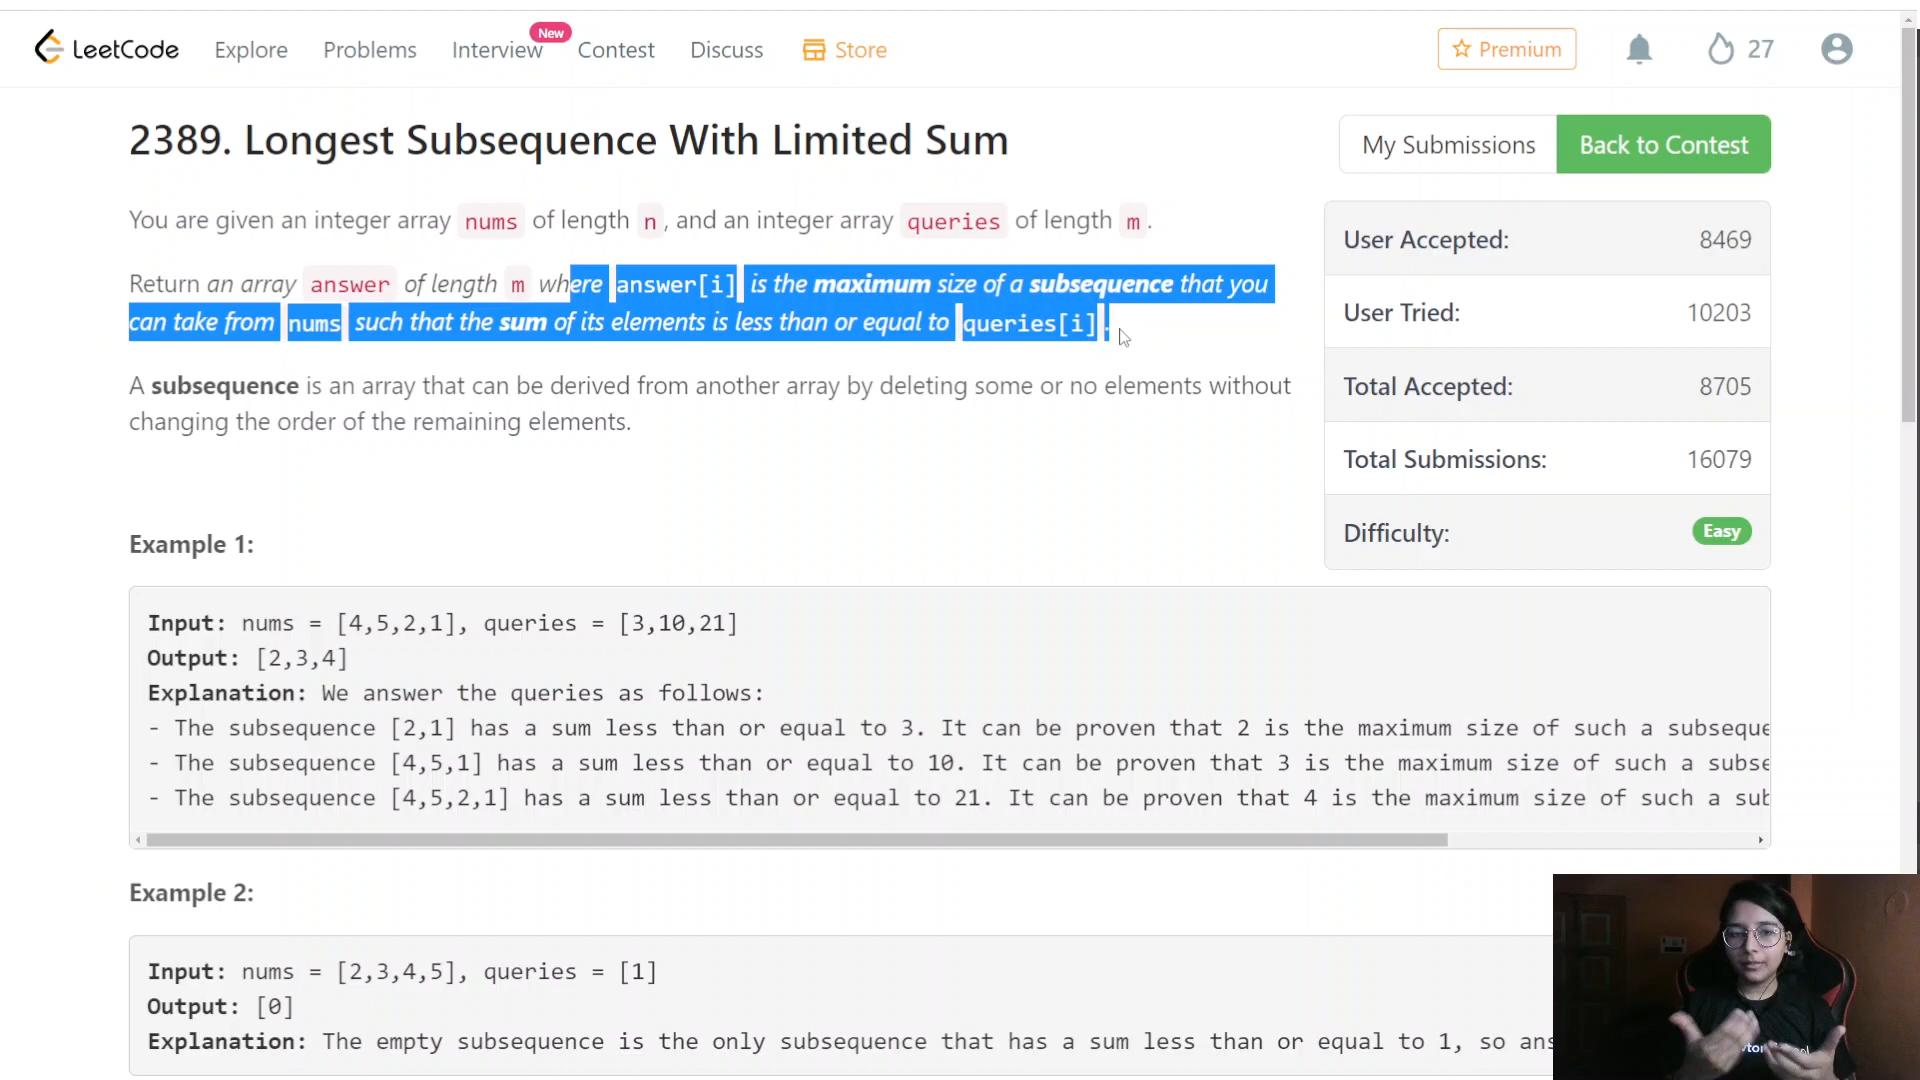 LeetCode Explore Problems Interview New Contest Discuss Store Premium 27
2389. Longest Subsequence With Limited Sum
My Submissions Back to Contest
You are given an integer array nums of length n, and an integer array queries of length m.
Return an array answer of length m where answer[i] is the maximum size of a subsequence that you
can take from nums such that the sum of its elements is less than or equal to queries[i].
A subsequence is an array that can be derived from another array by deleting some or no elements without
changing the order of the remaining elements.
User Accepted: 8469
User Tried: 10203
Total Accepted: 8705
Total Submissions: 16079
Difficulty: Easy
Example 1:
Input: nums = [4,5,2,1], queries = [3,10,21]
Output: [2,3,4]
Explanation: We answer the queries as follows:
- The subsequence [2,1] has a sum less than or equal to 3. It can be proven that 2 is the maximum size of such a subseque
- The subsequence [4,5,1] has a sum less than or equal to 10. It can be proven that 3 is the maximum size of such a subse
- The subsequence [4,5,2,1] has a sum less than or equal to 21. It can be proven that 4 is the maximum size of such a sub
Example 2:
Input: nums = [2,3,4,5], queries = [1]
Output: [0]
Explanation: The empty subsequence is the only subsequence that has a sum less than or equal to 1, so ans